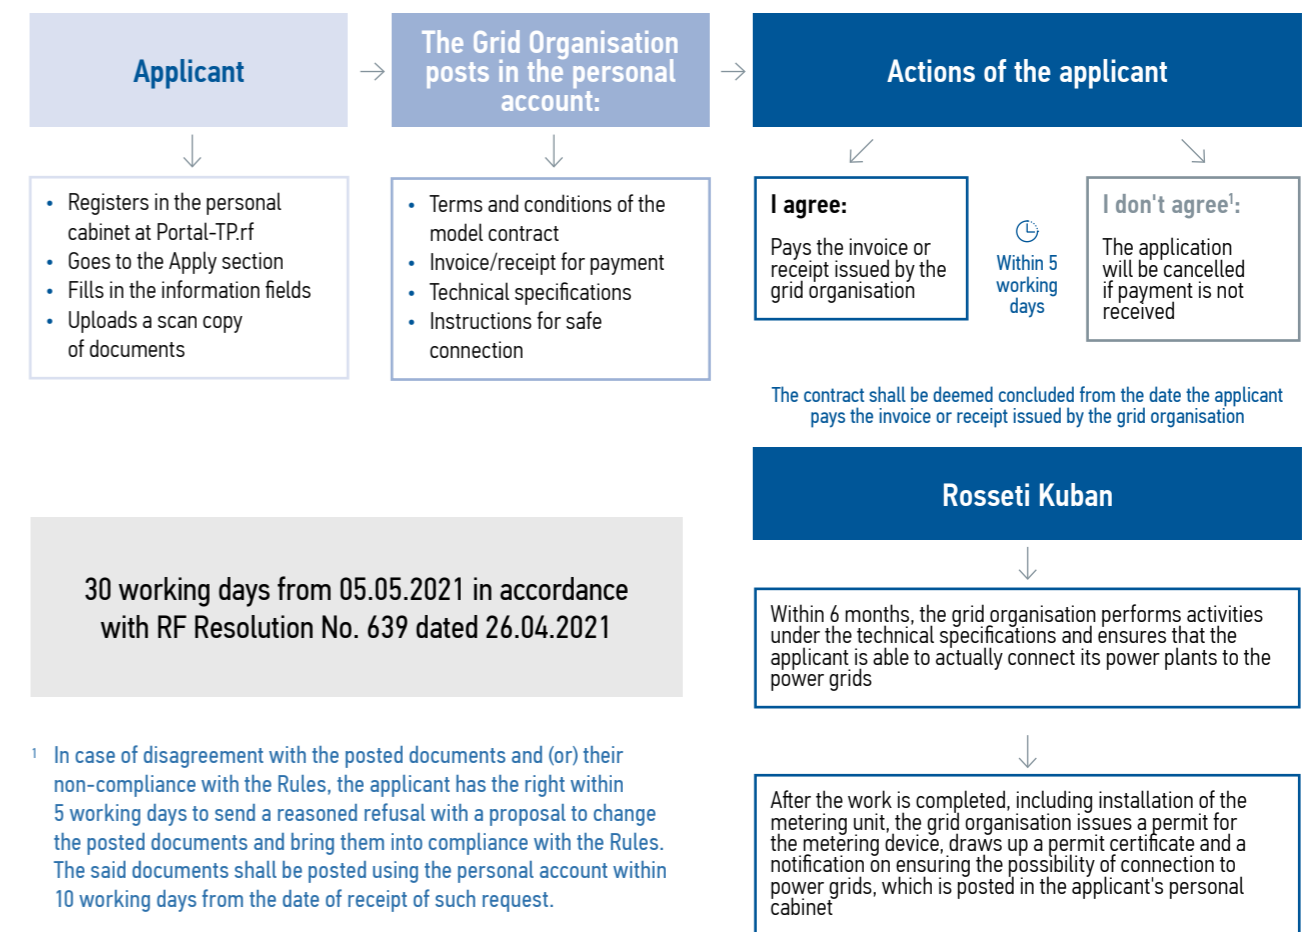 Applicant
The Grid Organisation
posts in the personal
account:
Actions of the applicant
• Registers in the personal
cabinet at Portal-TP.rf
• Goes to the Apply section
• Fills in the information fields
• Uploads a scan copy
of documents
• Terms and conditions of the
model contract
• Invoice/receipt for payment
• Technical specifications
• Instructions for safe
connection
I agree:
Pays the invoice or
receipt issued by the
grid organisation
Within 5
working
days
I don't agree¹:
The application
will be cancelled
if payment is not
received
The contract shall be deemed concluded from the date the applicant
pays the invoice or receipt issued by the grid organisation
Rosseti Kuban
Within 6 months, the grid organisation performs activities
under the technical specifications and ensures that the
applicant is able to actually connect its power plants to the
power grids
After the work is completed, including installation of the
metering unit, the grid organisation issues a permit for
the metering device, draws up a permit certificate and a
notification on ensuring the possibility of connection to
power grids, which is posted in the applicant's personal
cabinet
30 working days from 05.05.2021 in accordance
with RF Resolution No. 639 dated 26.04.2021
¹ In case of disagreement with the posted documents and (or) their
non-compliance with the Rules, the applicant has the right within
5 working days to send a reasoned refusal with a proposal to change
the posted documents and bring them into compliance with the Rules.
The said documents shall be posted using the personal account within
10 working days from the date of receipt of such request.